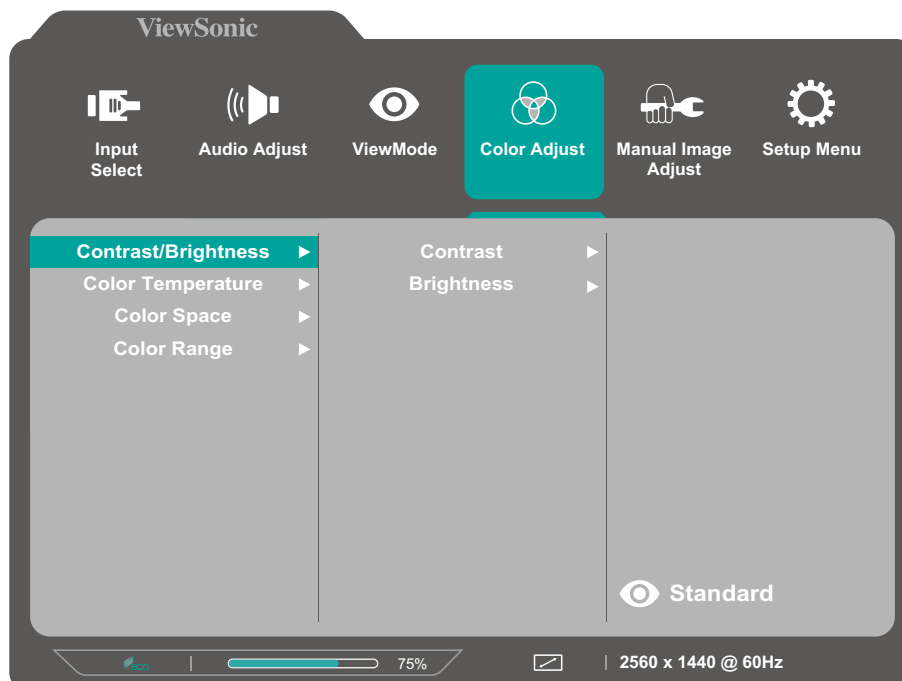 ViewSonic
Input Select
Audio Adjust
ViewMode
Color Adjust
Manual Image Adjust
Setup Menu
Contrast/Brightness
Color Temperature
Color Space
Color Range
Contrast
Brightness
Standard
eco
75%
2560 x 1440 @ 60Hz